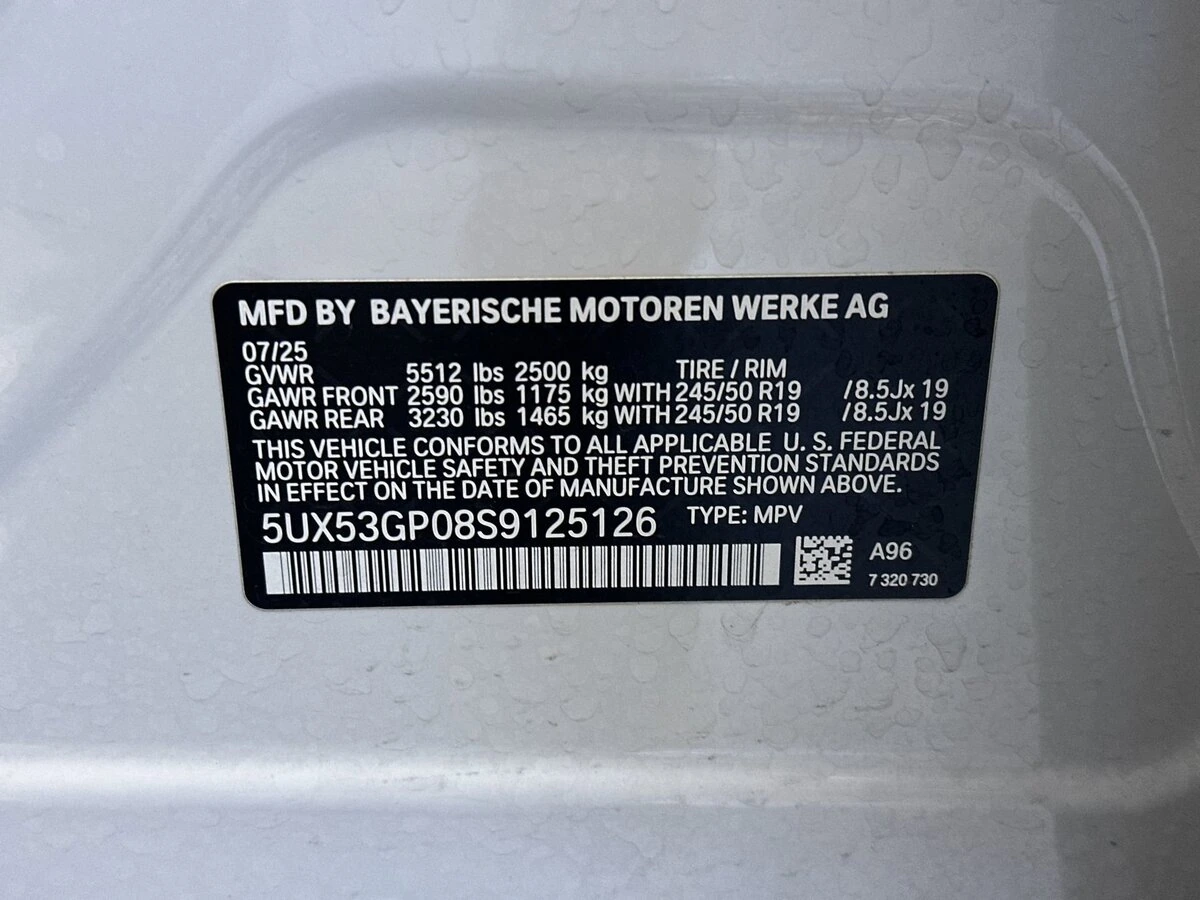 MFD BY BAYERISCHE MOTOREN WERKE AG
07/25
GVWR 5512 lbs 2500 kg TIRE / RIM
GAWR FRONT 2590 lbs 1175 kg WITH 245/50 R19 /8.5Jx 19
GAWR REAR 3230 lbs 1465 kg WITH 245/50 R19 /8.5Jx 19
THIS VEHICLE CONFORMS TO ALL APPLICABLE U. S. FEDERAL
MOTOR VEHICLE SAFETY AND THEFT PREVENTION STANDARDS
IN EFFECT ON THE DATE OF MANUFACTURE SHOWN ABOVE.
5UX53GP08S9125126 TYPE: MPV
A96
7 320 730